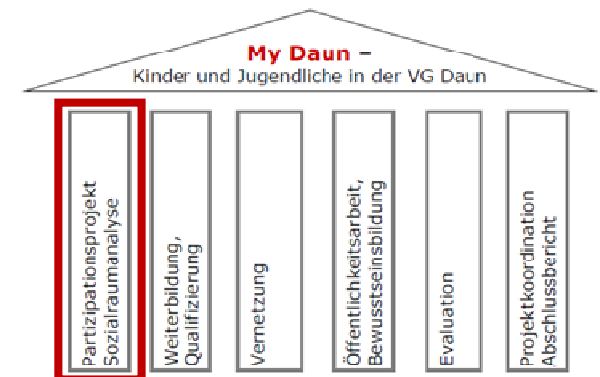 My Daun –
Kinder und Jugendliche in der VG Daun
Partizipationsprojekt
Sozialraumanalyse
Weiterbildung,
Qualifizierung
Vernetzung
Öffentlichkeitsarbeit,
Bewusstseinsbildung
Evaluation
Projektkoordination
Abschlussbericht